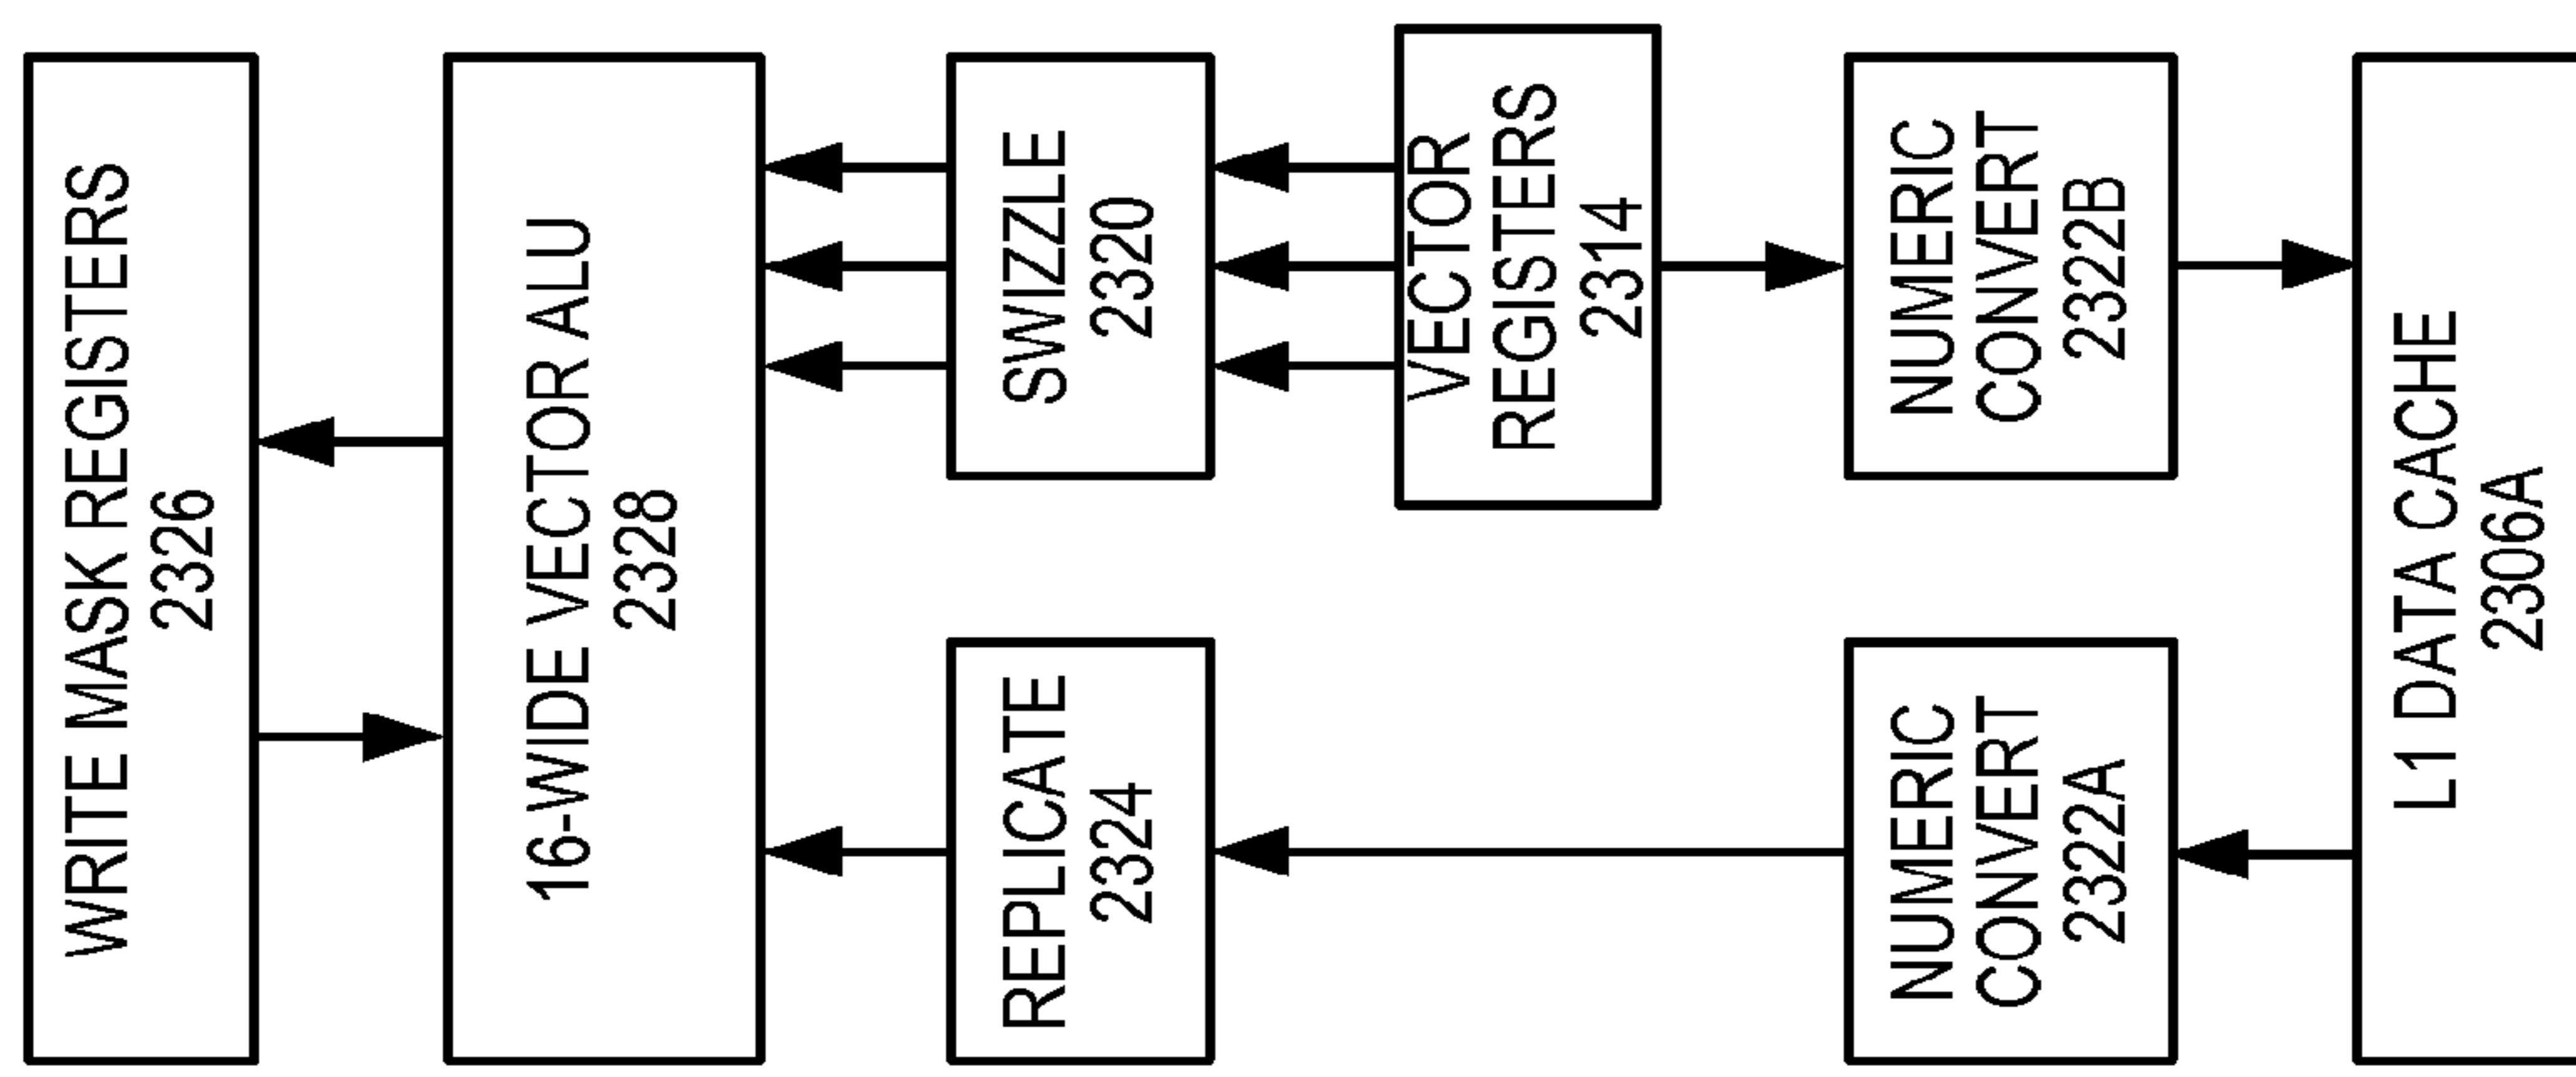 WRITE MASK REGISTERS
2326
16-WIDE VECTOR ALU
2328
REPLICATE
2324
SWIZZLE
2320
VECTOR
REGISTERS
2314
NUMERIC
CONVERT
2322A
NUMERIC
CONVERT
2322B
L1 DATA CACHE
2306A